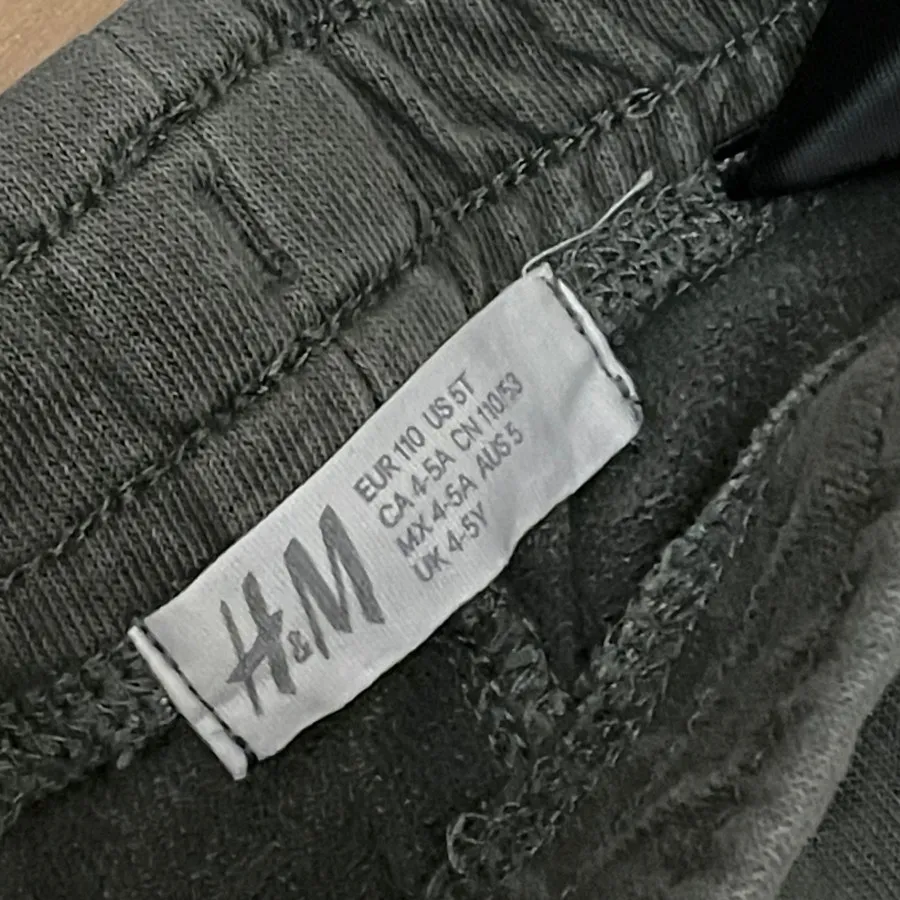 H&M
EUR 110 US 5T
CA 4-5A CN 110/53
MX 4-5A AUS 5
UK 4-5Y